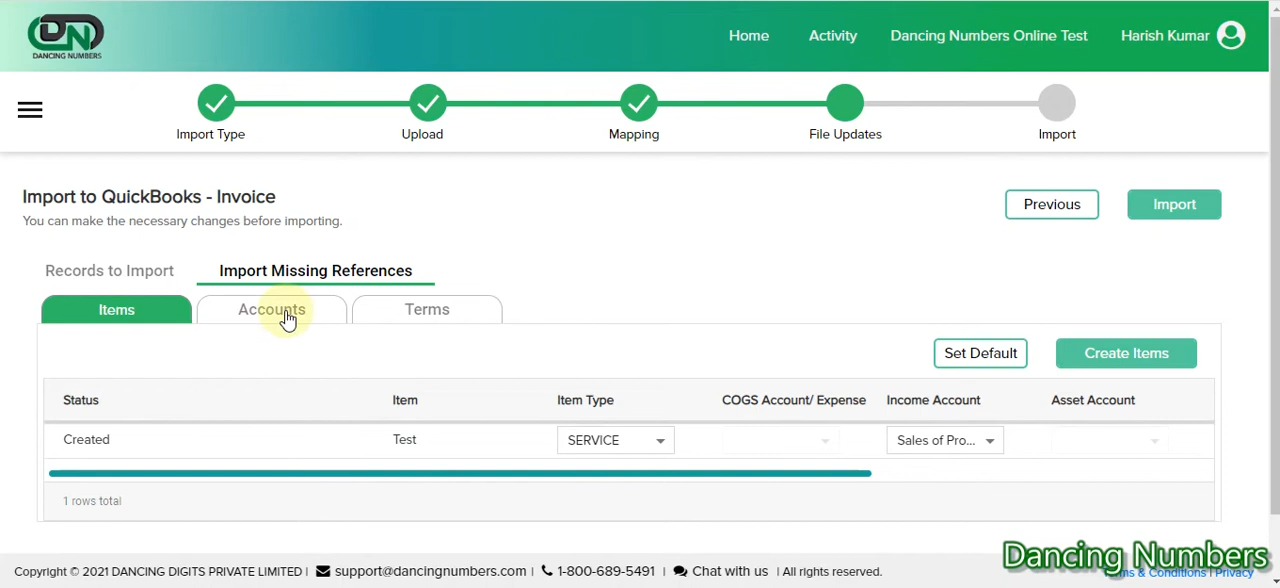 DN
DANCING NUMBERS
Home Activity Dancing Numbers Online Test Harish Kumar
Import Type Upload Mapping File Updates Import
Import to QuickBooks - Invoice
You can make the necessary changes before importing.
Previous Import
Records to Import Import Missing References
Items Accounts Terms
Set Default Create Items
Status Item Item Type COGS Account/ Expense Income Account Asset Account
Created Test SERVICE Sales of Pro...
1 rows total
Dancing Numbers
Copyright © 2021 DANCING DIGITS PRIVATE LIMITED | support@dancingnumbers.com | 1-800-689-5491 | Chat with us | All rights reserved.
& Conditions | Privacy